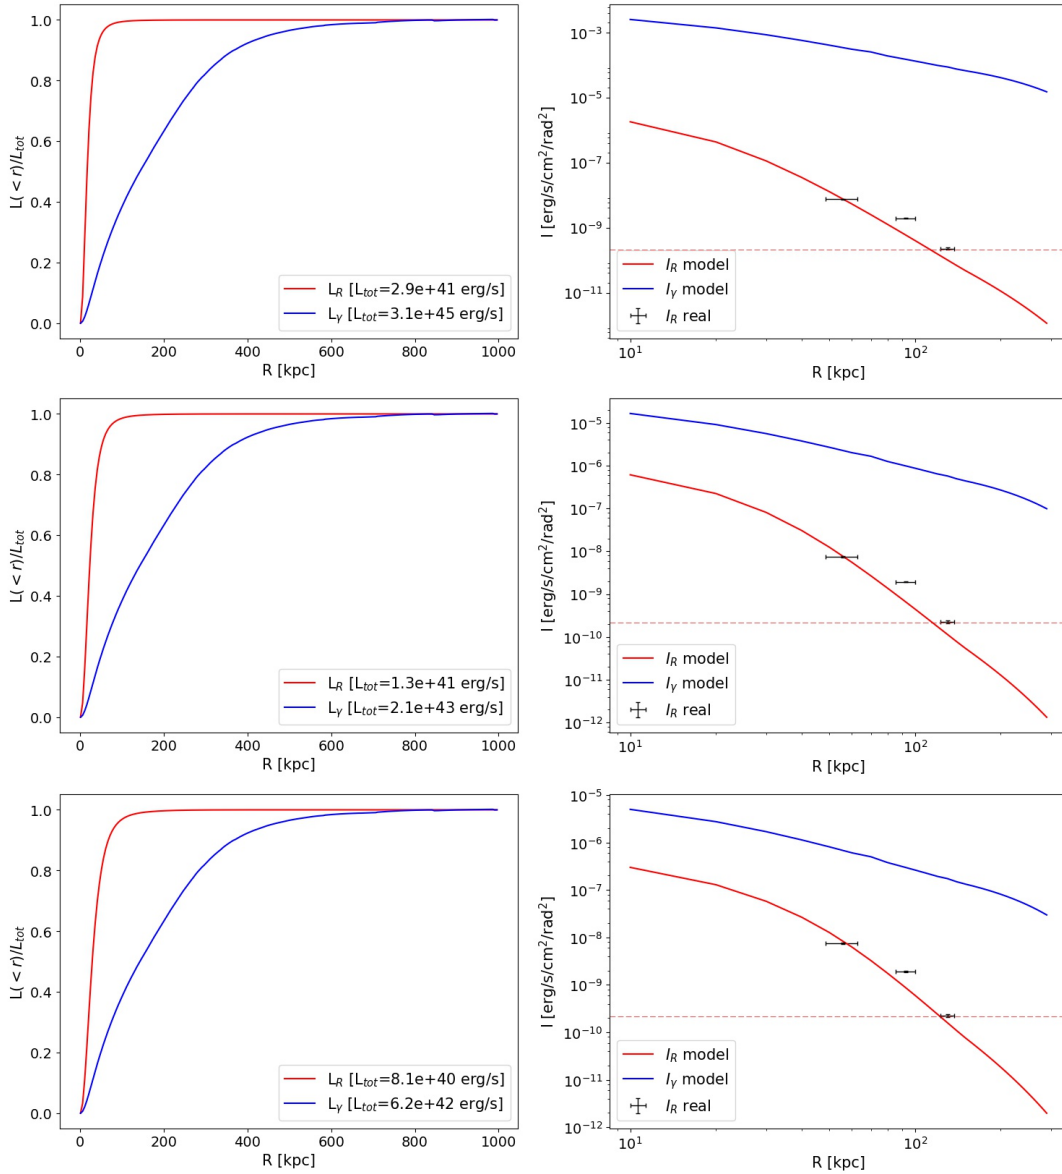 1.0
0.8
0.6
0.4
0.2
0.0
L(< r)/L_tot
0 200 400 600 800 1000
R [kpc]
L_R [L_tot=2.9e+41 erg/s]
L_γ [L_tot=3.1e+45 erg/s]
10^−3
10^−5
10^−7
10^−9
10^−11
I [erg/s/cm^2/rad^2]
10^1 10^2
R [kpc]
I_R model
I_γ model
I_R real
1.0
0.8
0.6
0.4
0.2
0.0
L(< r)/L_tot
0 200 400 600 800 1000
R [kpc]
L_R [L_tot=1.3e+41 erg/s]
L_γ [L_tot=2.1e+43 erg/s]
10^−5
10^−6
10^−7
10^−8
10^−9
10^−10
10^−11
10^−12
I [erg/s/cm^2/rad^2]
10^1 10^2
R [kpc]
I_R model
I_γ model
I_R real
1.0
0.8
0.6
0.4
0.2
0.0
L(< r)/L_tot
0 200 400 600 800 1000
R [kpc]
L_R [L_tot=8.1e+40 erg/s]
L_γ [L_tot=6.2e+42 erg/s]
10^−5
10^−6
10^−7
10^−8
10^−9
10^−10
10^−11
10^−12
I [erg/s/cm^2/rad^2]
10^1 10^2
R [kpc]
I_R model
I_γ model
I_R real